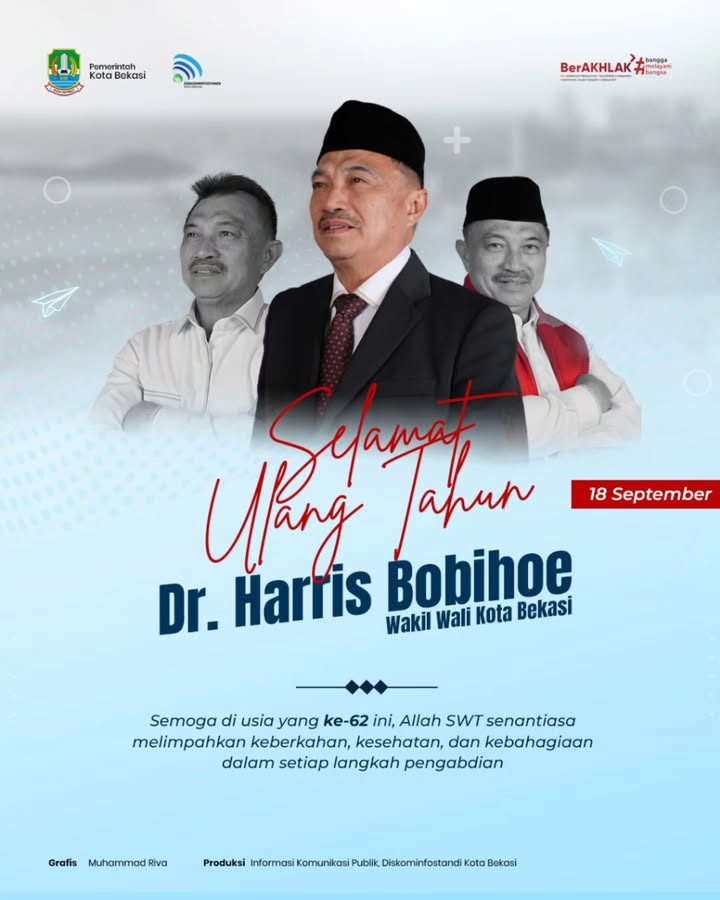 Pemerintah
Kota Bekasi
BerAKHLAK
#bangga
melayani
bangsa
Selamat
Ulang Tahun
18 September
Dr. Harris Bobihoe
Wakil Wali Kota Bekasi
Semoga di usia yang ke-62 ini, Allah SWT senantiasa
melimpahkan keberkahan, kesehatan, dan kebahagiaan
dalam setiap langkah pengabdian
Grafis Muhammad Riva Produksi Informasi Komunikasi Publik, Diskominfostandi Kota Bekasi